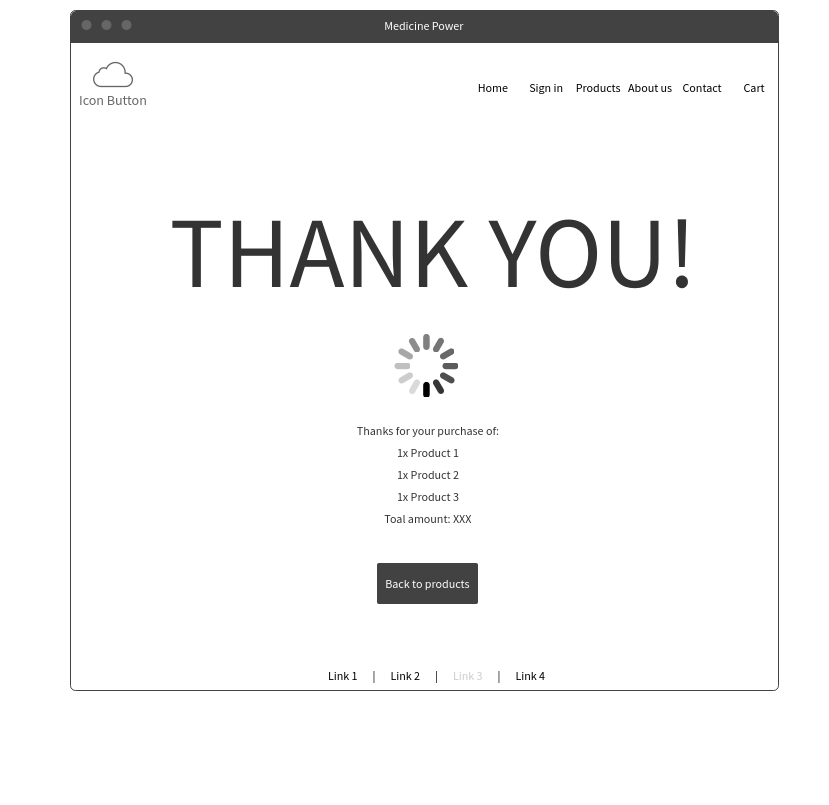 Medicine Power
Icon Button
Home Sign in Products About us Contact Cart
THANK YOU!
Thanks for your purchase of:
1x Product 1
1x Product 2
1x Product 3
Toal amount: XXX
Back to products
Link 1 | Link 2 | Link 3 | Link 4